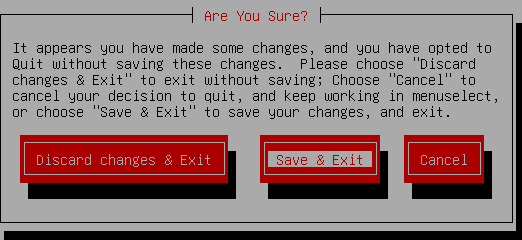 Are You Sure?
It appears you have made some changes, and you have opted to
Quit without saving these changes.  Please choose "Discard
changes & Exit" to exit without saving; Choose "Cancel" to
cancel your decision to quit, and keep working in menuselect,
or choose "Save & Exit" to save your changes, and exit.
Discard changes & Exit Save & Exit Cancel